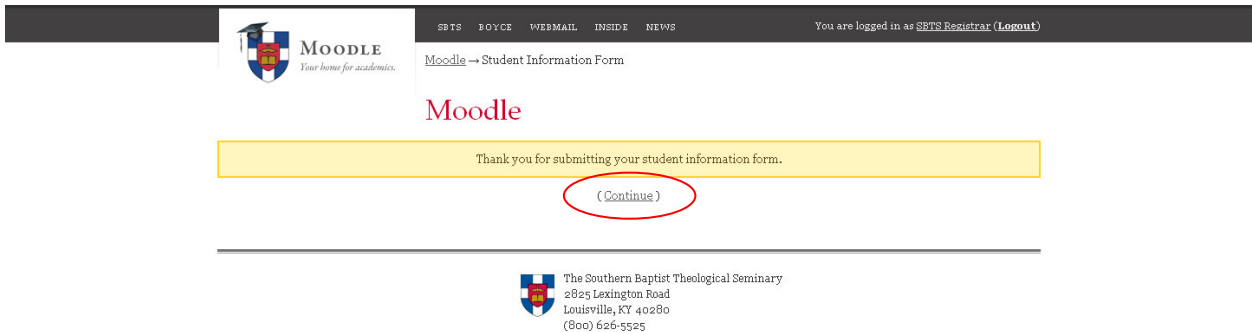 SBTS BOYCE WEBMAIL INSIDE NEWS
You are logged in as SBTS Registrar (Logout)
MOODLE
Your home for academics.
Moodle → Student Information Form
Moodle
Thank you for submitting your student information form.
( Continue )
The Southern Baptist Theological Seminary
2825 Lexington Road
Louisville, KY 40280
(800) 626-5525